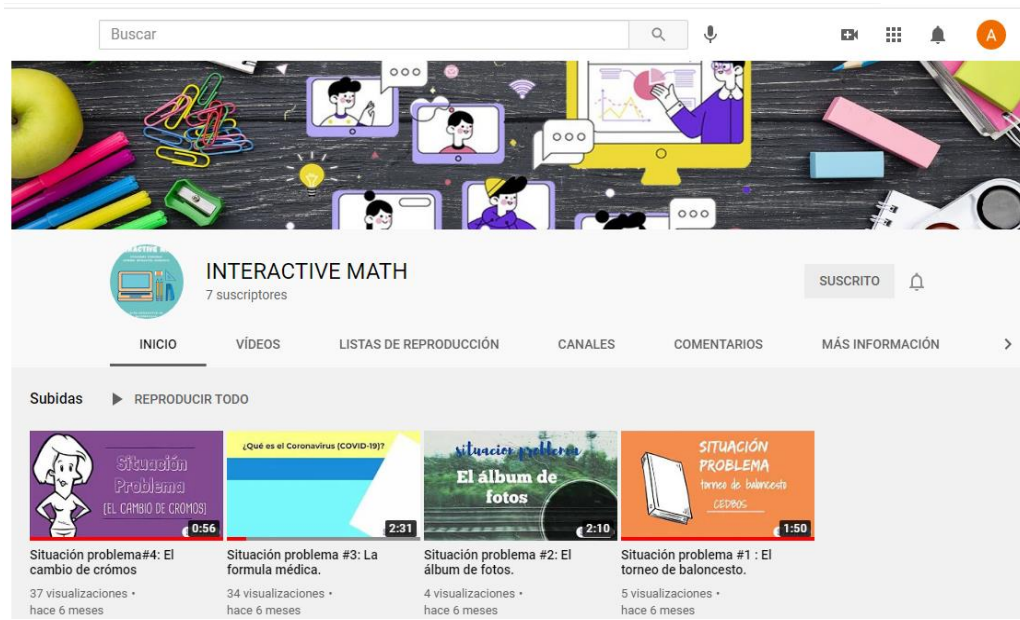 Buscar
A
INTERACTIVE MATH
7 suscriptores
SUSCRITO
INICIO VÍDEOS LISTAS DE REPRODUCCIÓN CANALES COMENTARIOS MÁS INFORMACIÓN
Subidas REPRODUCIR TODO
Situación
Problema
[EL CAMBIO DE CROMOS]
0:56
¿Qué es el Coronavirus (COVID-19)?
2:31
situacion problema
El álbum de
fotos
2:10
SITUACIÓN
PROBLEMA
torneo de baloncesto
CEDBOS
1:50
Situación problema#4: El
cambio de crómos
37 visualizaciones •
hace 6 meses
Situación problema #3: La
formula médica.
34 visualizaciones •
hace 6 meses
Situación problema #2: El
álbum de fotos.
4 visualizaciones •
hace 6 meses
Situación problema #1 : El
torneo de baloncesto.
5 visualizaciones •
hace 6 meses